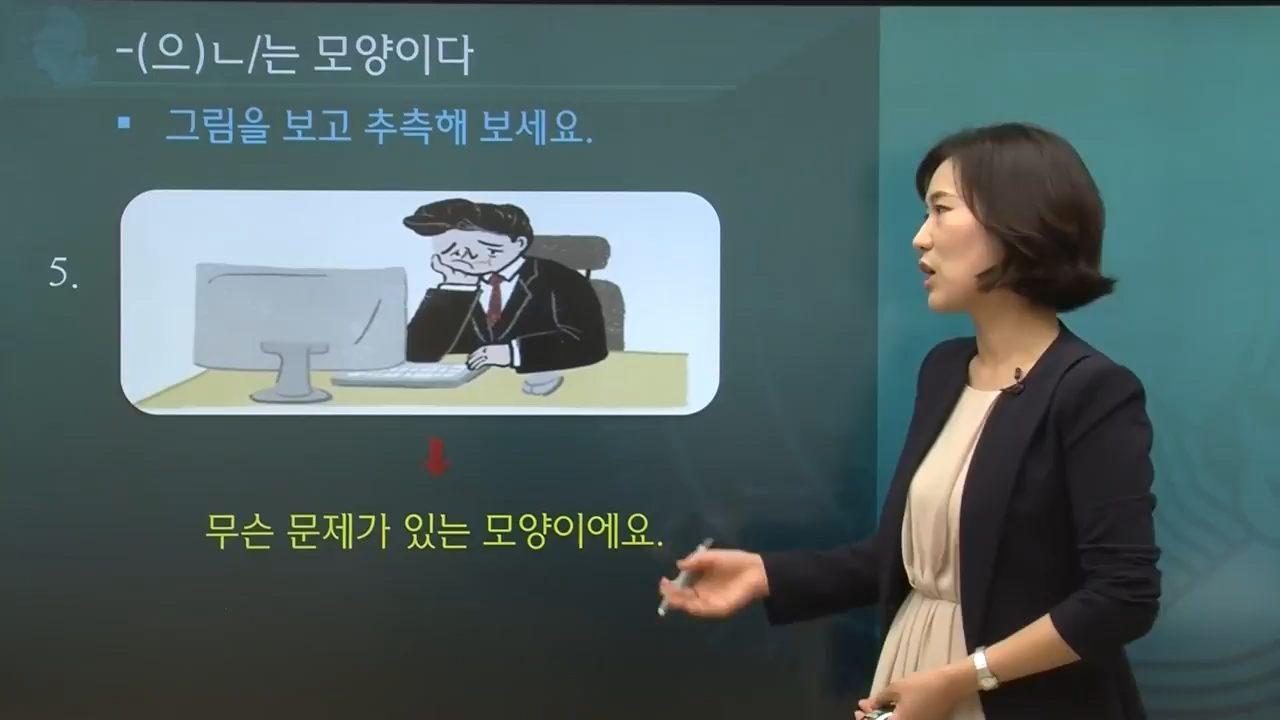 -(으)ㄴ/는 모양이다
▪ 그림을 보고 추측해 보세요.
5.
무슨 문제가 있는 모양이에요.